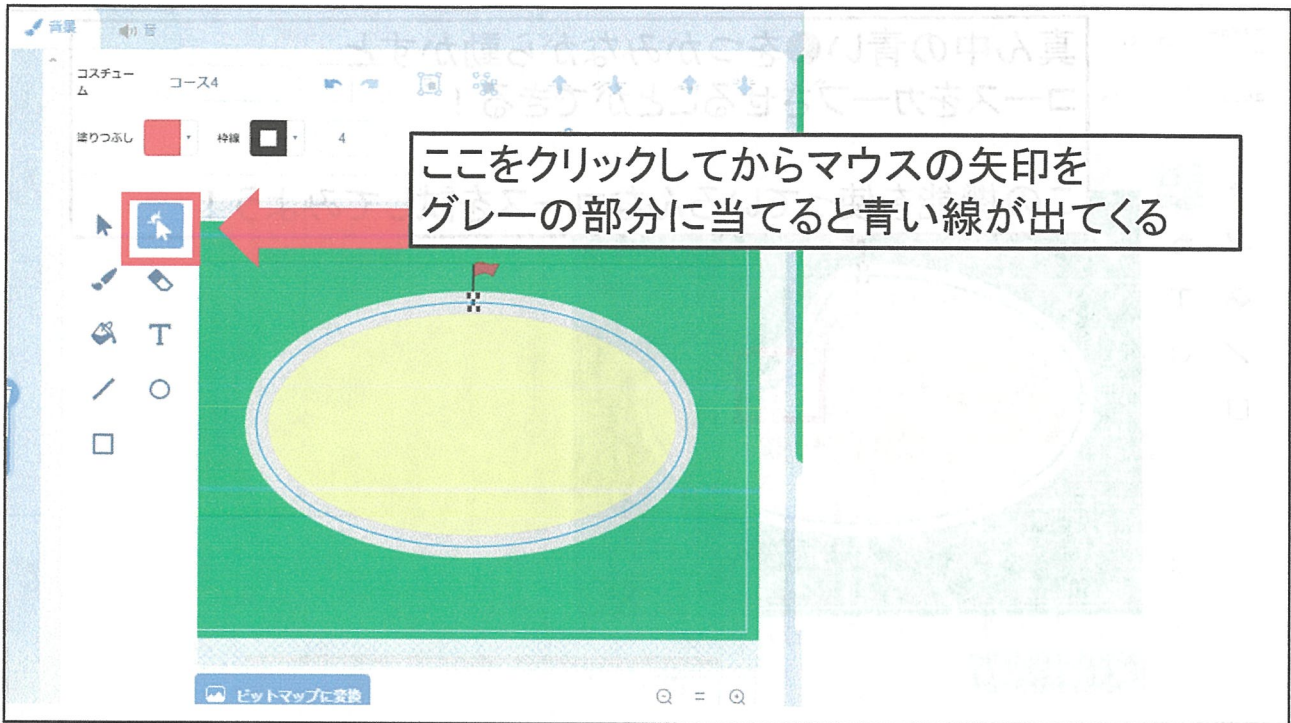 背景
音
コスチュー
ム
コース4
塗りつぶし
枠線
4
ここをクリックしてからマウスの矢印を
グレーの部分に当てると青い線が出てくる
T
ビットマップに変換